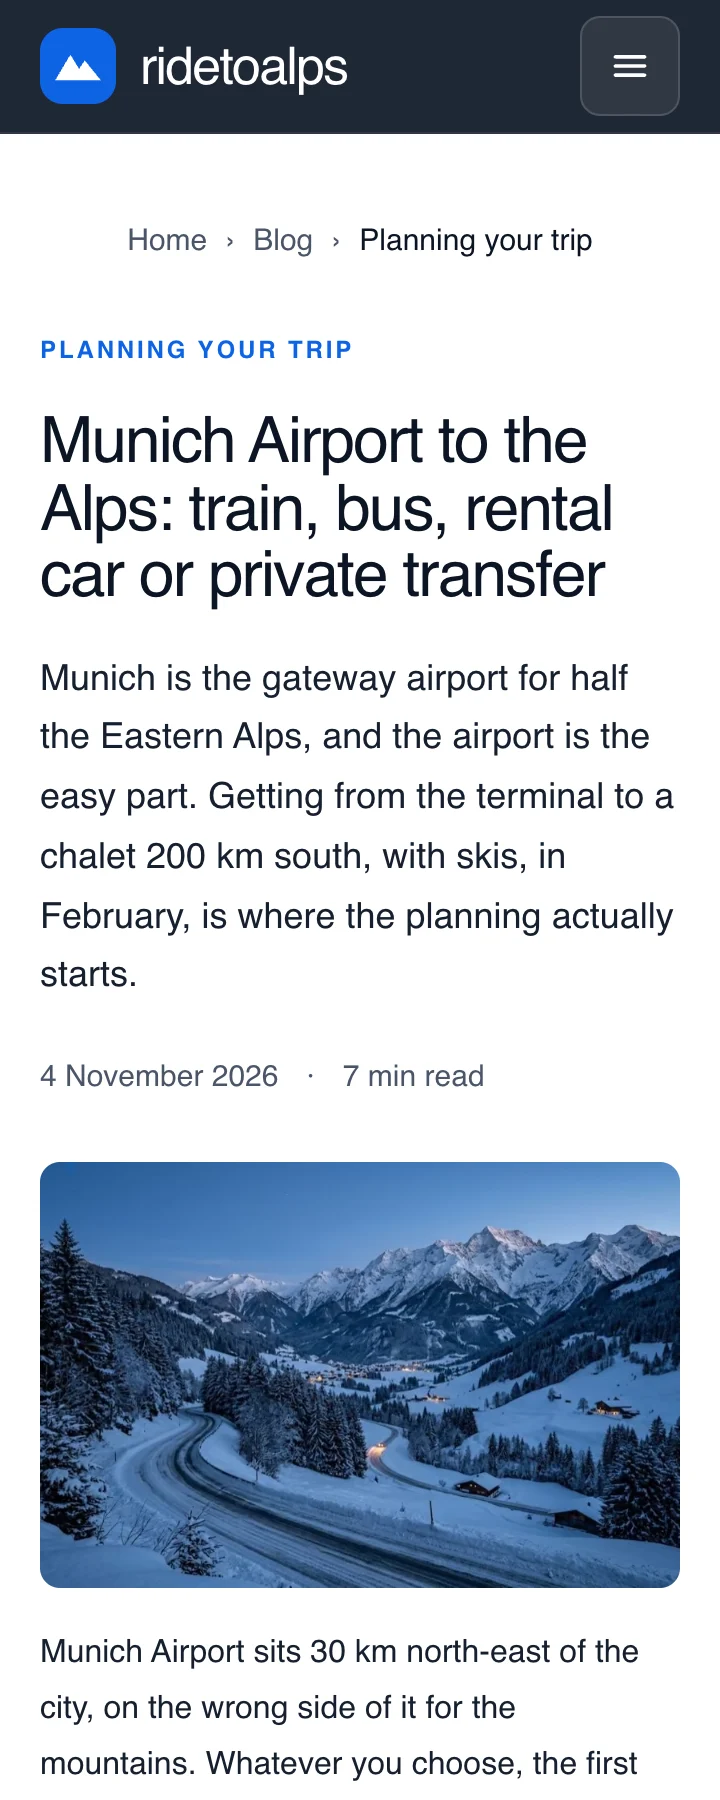 ridetoalps
Home › Blog › Planning your trip
PLANNING YOUR TRIP
Munich Airport to the
Alps: train, bus, rental
car or private transfer
Munich is the gateway airport for half
the Eastern Alps, and the airport is the
easy part. Getting from the terminal to a
chalet 200 km south, with skis, in
February, is where the planning actually
starts.
4 November 2026 · 7 min read
Munich Airport sits 30 km north-east of the
city, on the wrong side of it for the
mountains. Whatever you choose, the first